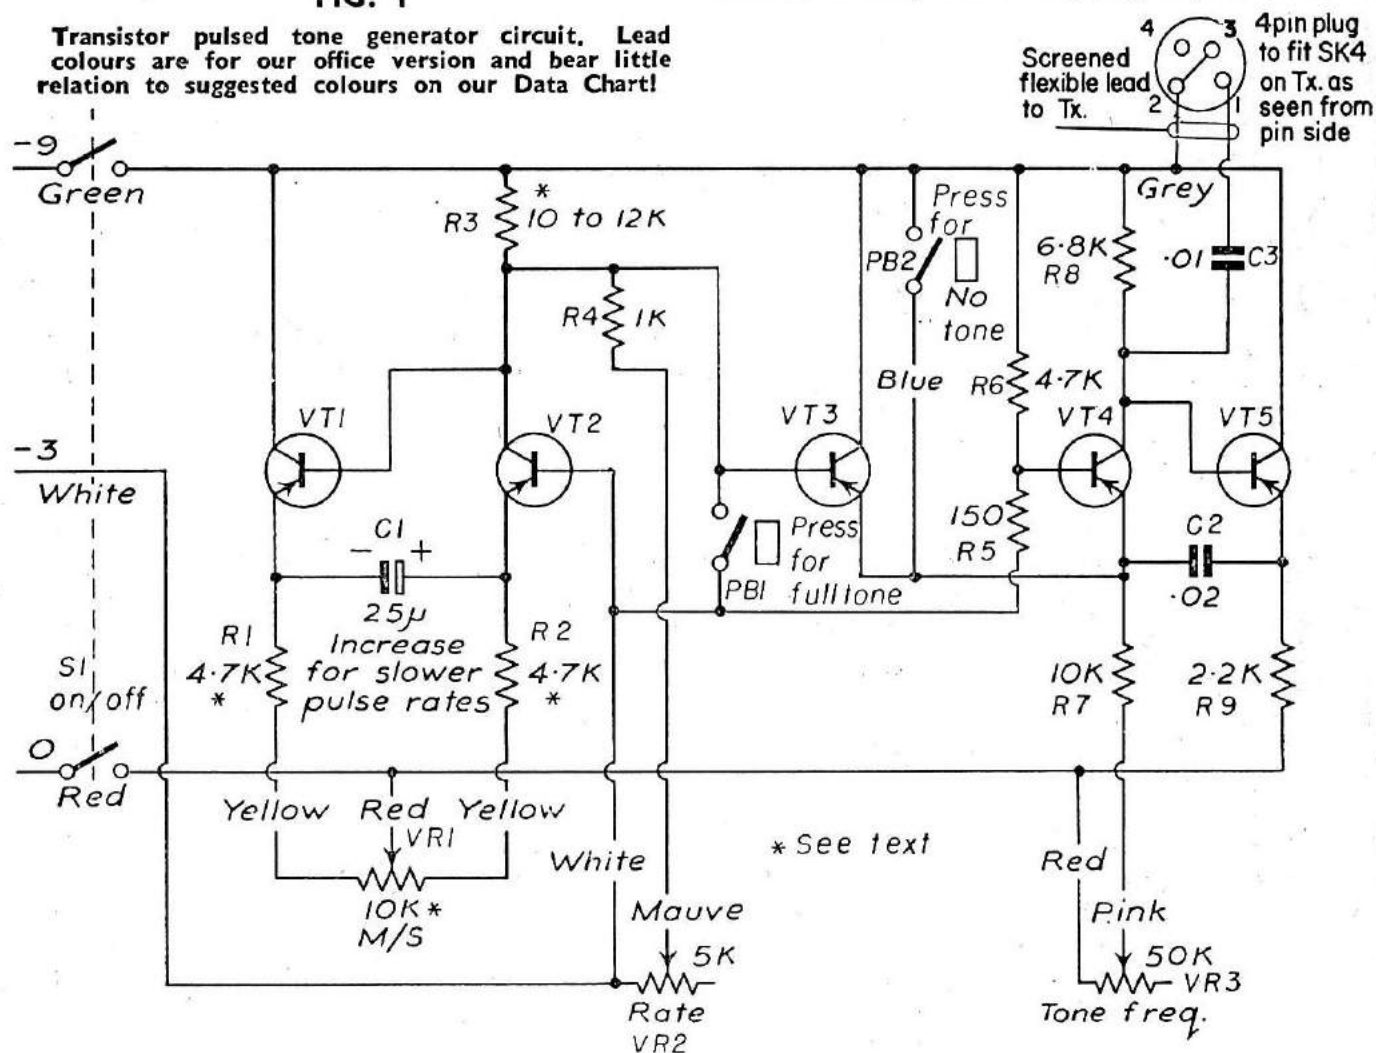 FIG. 1
Transistor pulsed tone generator circuit. Lead
colours are for our office version and bear little
relation to suggested colours on our Data Chart!
4 3
2 1
4pin plug
to fit SK4
on Tx. as
seen from
pin side
Screened
flexible lead
to Tx.
-9
Green
R3
*
10 to 12K
R4 1K
PB2
Press
for
No
tone
Blue
Grey
6.8K
R8
.01 C3
R6 4.7K
VT1
VT2
VT3
VT4
VT5
-3
White
C1
- +
25µ
Increase
for slower
pulse rates
PB1
Press
for
full tone
150
R5
C2
.02
R1
4.7K
*
R2
4.7K
*
S1
on/off
10K
R7
2.2K
R9
0
Red
Yellow Red Yellow
VR1
10K*
M/S
White
Mauve
5K
Rate
VR2
* See text
Red
Pink
50K
VR3
Tone freq.